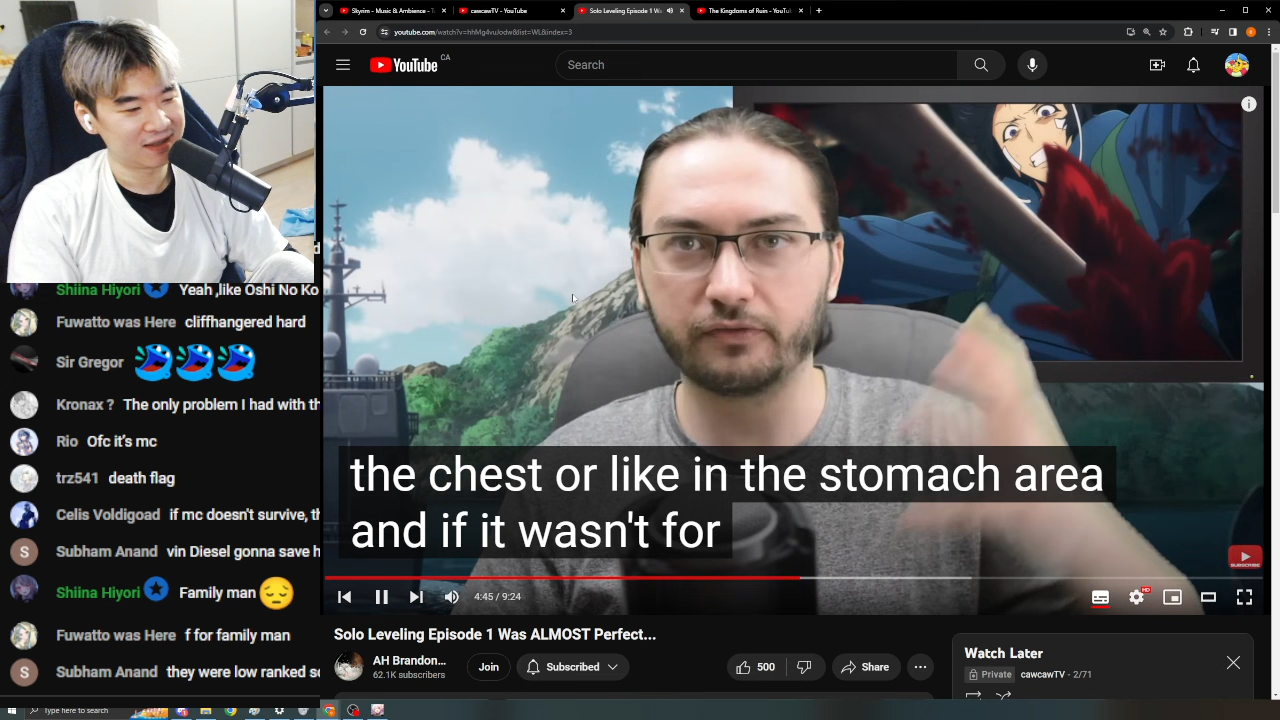 Skyrim - Music & Ambience - T
cawcawTV - YouTube
Solo Leveling Episode 1 W
The Kingdoms of Ruin - YouTu
youtube.com/watch?v=hhMg4vuJodw&list=WL&index=3
YouTube CA
Search
the chest or like in the stomach area
and if it wasn't for
SUBSCRIBE
4:45 / 9:24
HD
Solo Leveling Episode 1 Was ALMOST Perfect...
AH Brandon...
62.1K subscribers
Join
Subscribed
500
Share
Watch Later
Private cawcawTV - 2/71
Shiina Hiyori Yeah ,like Oshi No Ko
Fuwatto was Here cliffhangered hard
Sir Gregor
Kronax ? The only problem I had with th
Rio Ofc it's mc
trz541 death flag
Celis Voldigoad if mc doesn't survive, th
S Subham Anand vin Diesel gonna save h
Shiina Hiyori Family man
Fuwatto was Here f for family man
S Subham Anand they were low ranked so
Type here to search